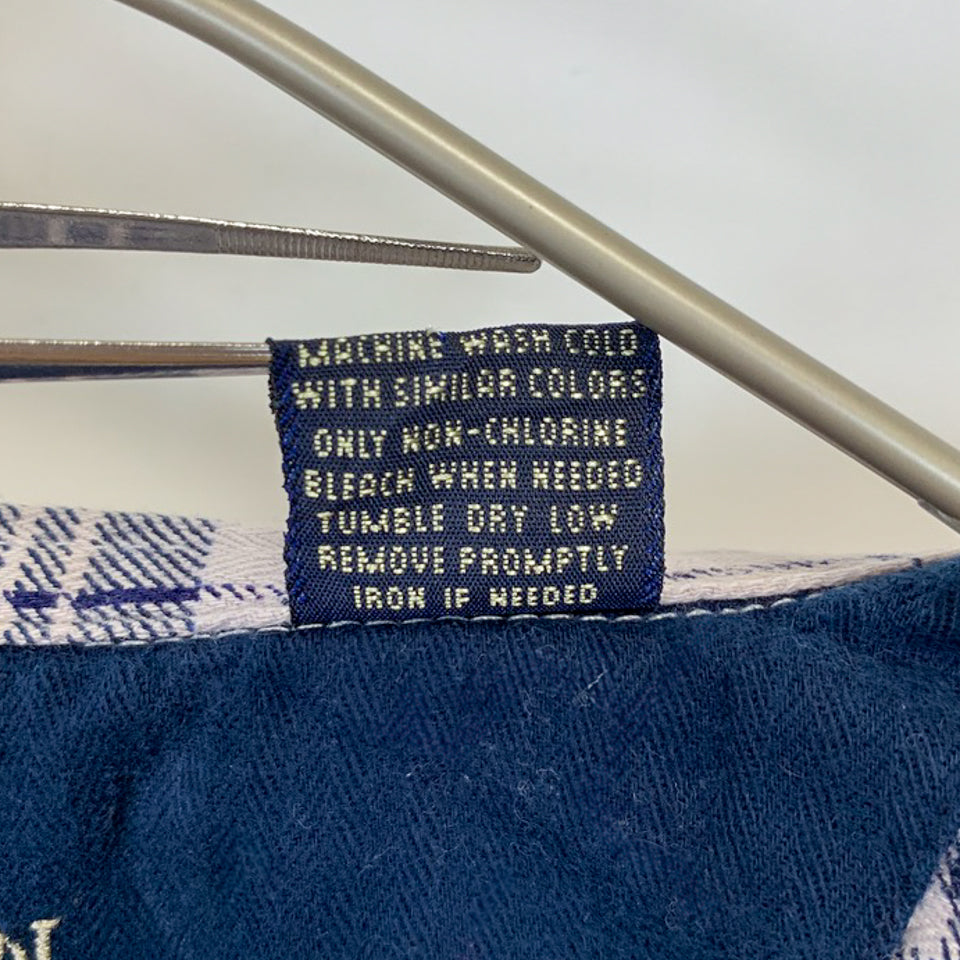 MACHINE WASH COLD
WITH SIMILAR COLORS
ONLY NON-CHLORINE
BLEACH WHEN NEEDED
TUMBLE DRY LOW
REMOVE PROMPTLY
IRON IF NEEDED
N